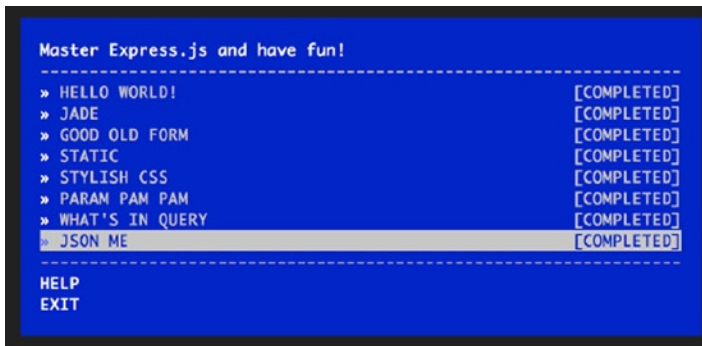 Master Express.js and have fun!
» HELLO WORLD! [COMPLETED]
» JADE [COMPLETED]
» GOOD OLD FORM [COMPLETED]
» STATIC [COMPLETED]
» STYLISH CSS [COMPLETED]
» PARAM PAM PAM [COMPLETED]
» WHAT'S IN QUERY [COMPLETED]
» JSON ME [COMPLETED]
HELP
EXIT